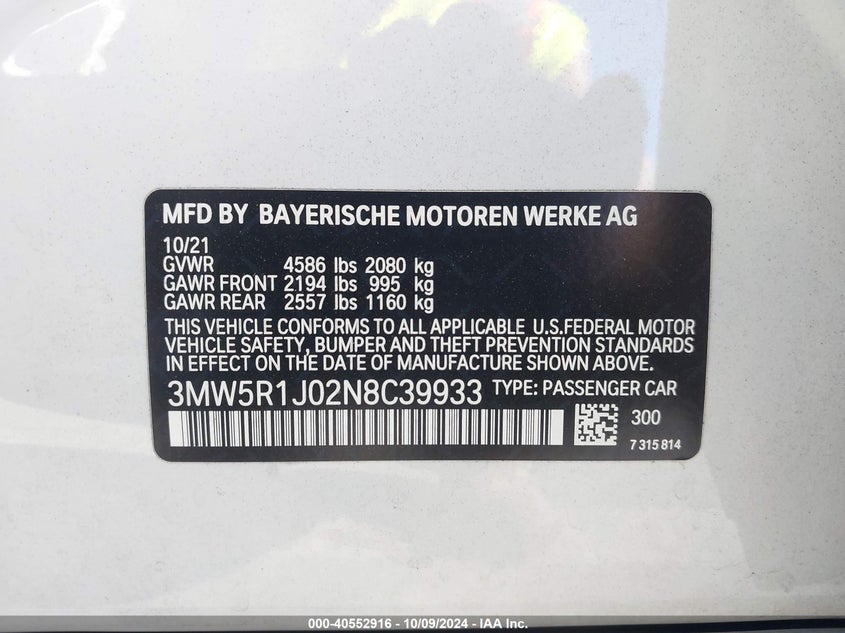 MFD BY BAYERISCHE MOTOREN WERKE AG
10/21
GVWR 4586 lbs 2080 kg
GAWR FRONT 2194 lbs 995 kg
GAWR REAR 2557 lbs 1160 kg
THIS VEHICLE CONFORMS TO ALL APPLICABLE U.S.FEDERAL MOTOR
VEHICLE SAFETY, BUMPER AND THEFT PREVENTION STANDARDS
IN EFFECT ON THE DATE OF MANUFACTURE SHOWN ABOVE.
3MW5R1J02N8C39933 TYPE: PASSENGER CAR
300
7 315 814
000-40552916 - 10/09/2024 - IAA Inc.